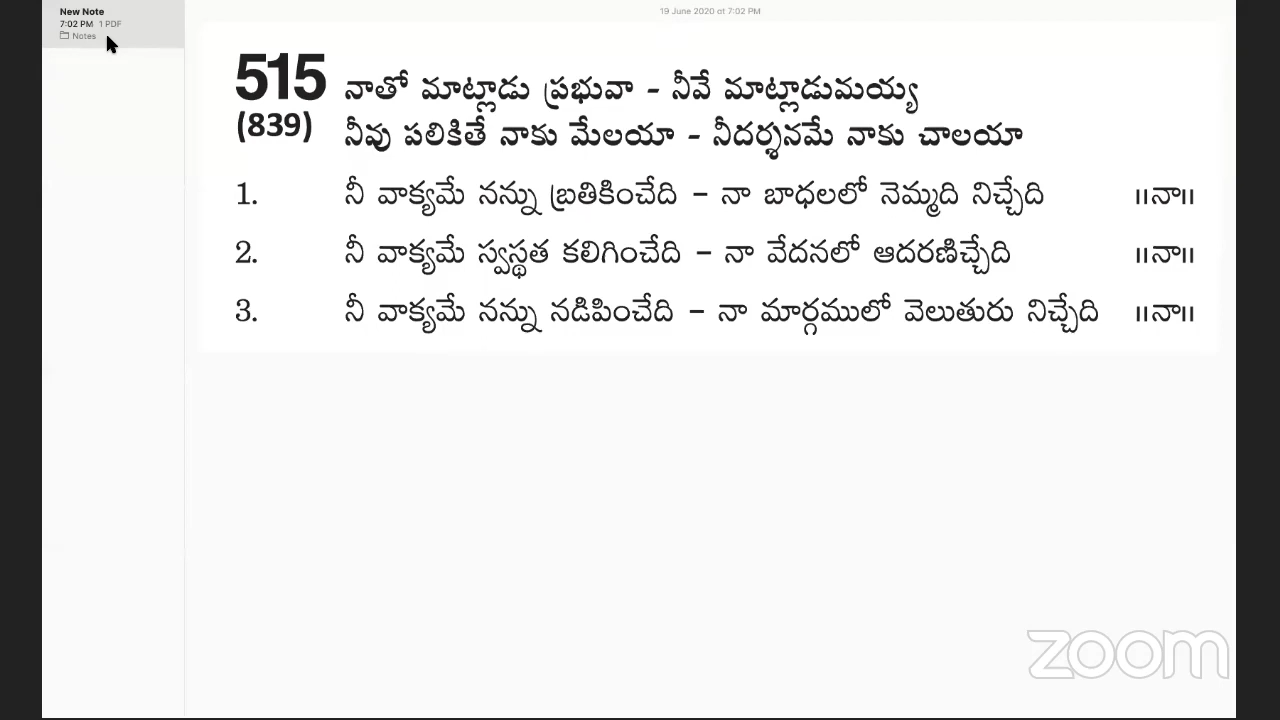 New Note
7:02 PM 1 PDF
Notes
19 June 2020 at 7:02 PM
515 నాతో మాట్లాడు ప్రభువా - నీవే మాట్లాడుమయ్య
(839) నీవు పలికితే నాకు మేలయా - నీదర్శనమే నాకు చాలయా
1. నీ వాక్యమే నన్ను బ్రతికించేది – నా బాధలలో నెమ్మది నిచ్చేది ॥నా॥
2. నీ వాక్యమే స్వస్థత కలిగించేది – నా వేదనలో ఆదరణిచ్చేది ॥నా॥
3. నీ వాక్యమే నన్ను నడిపించేది – నా మార్గములో వెలుతురు నిచ్చేది ॥నా॥
zoom